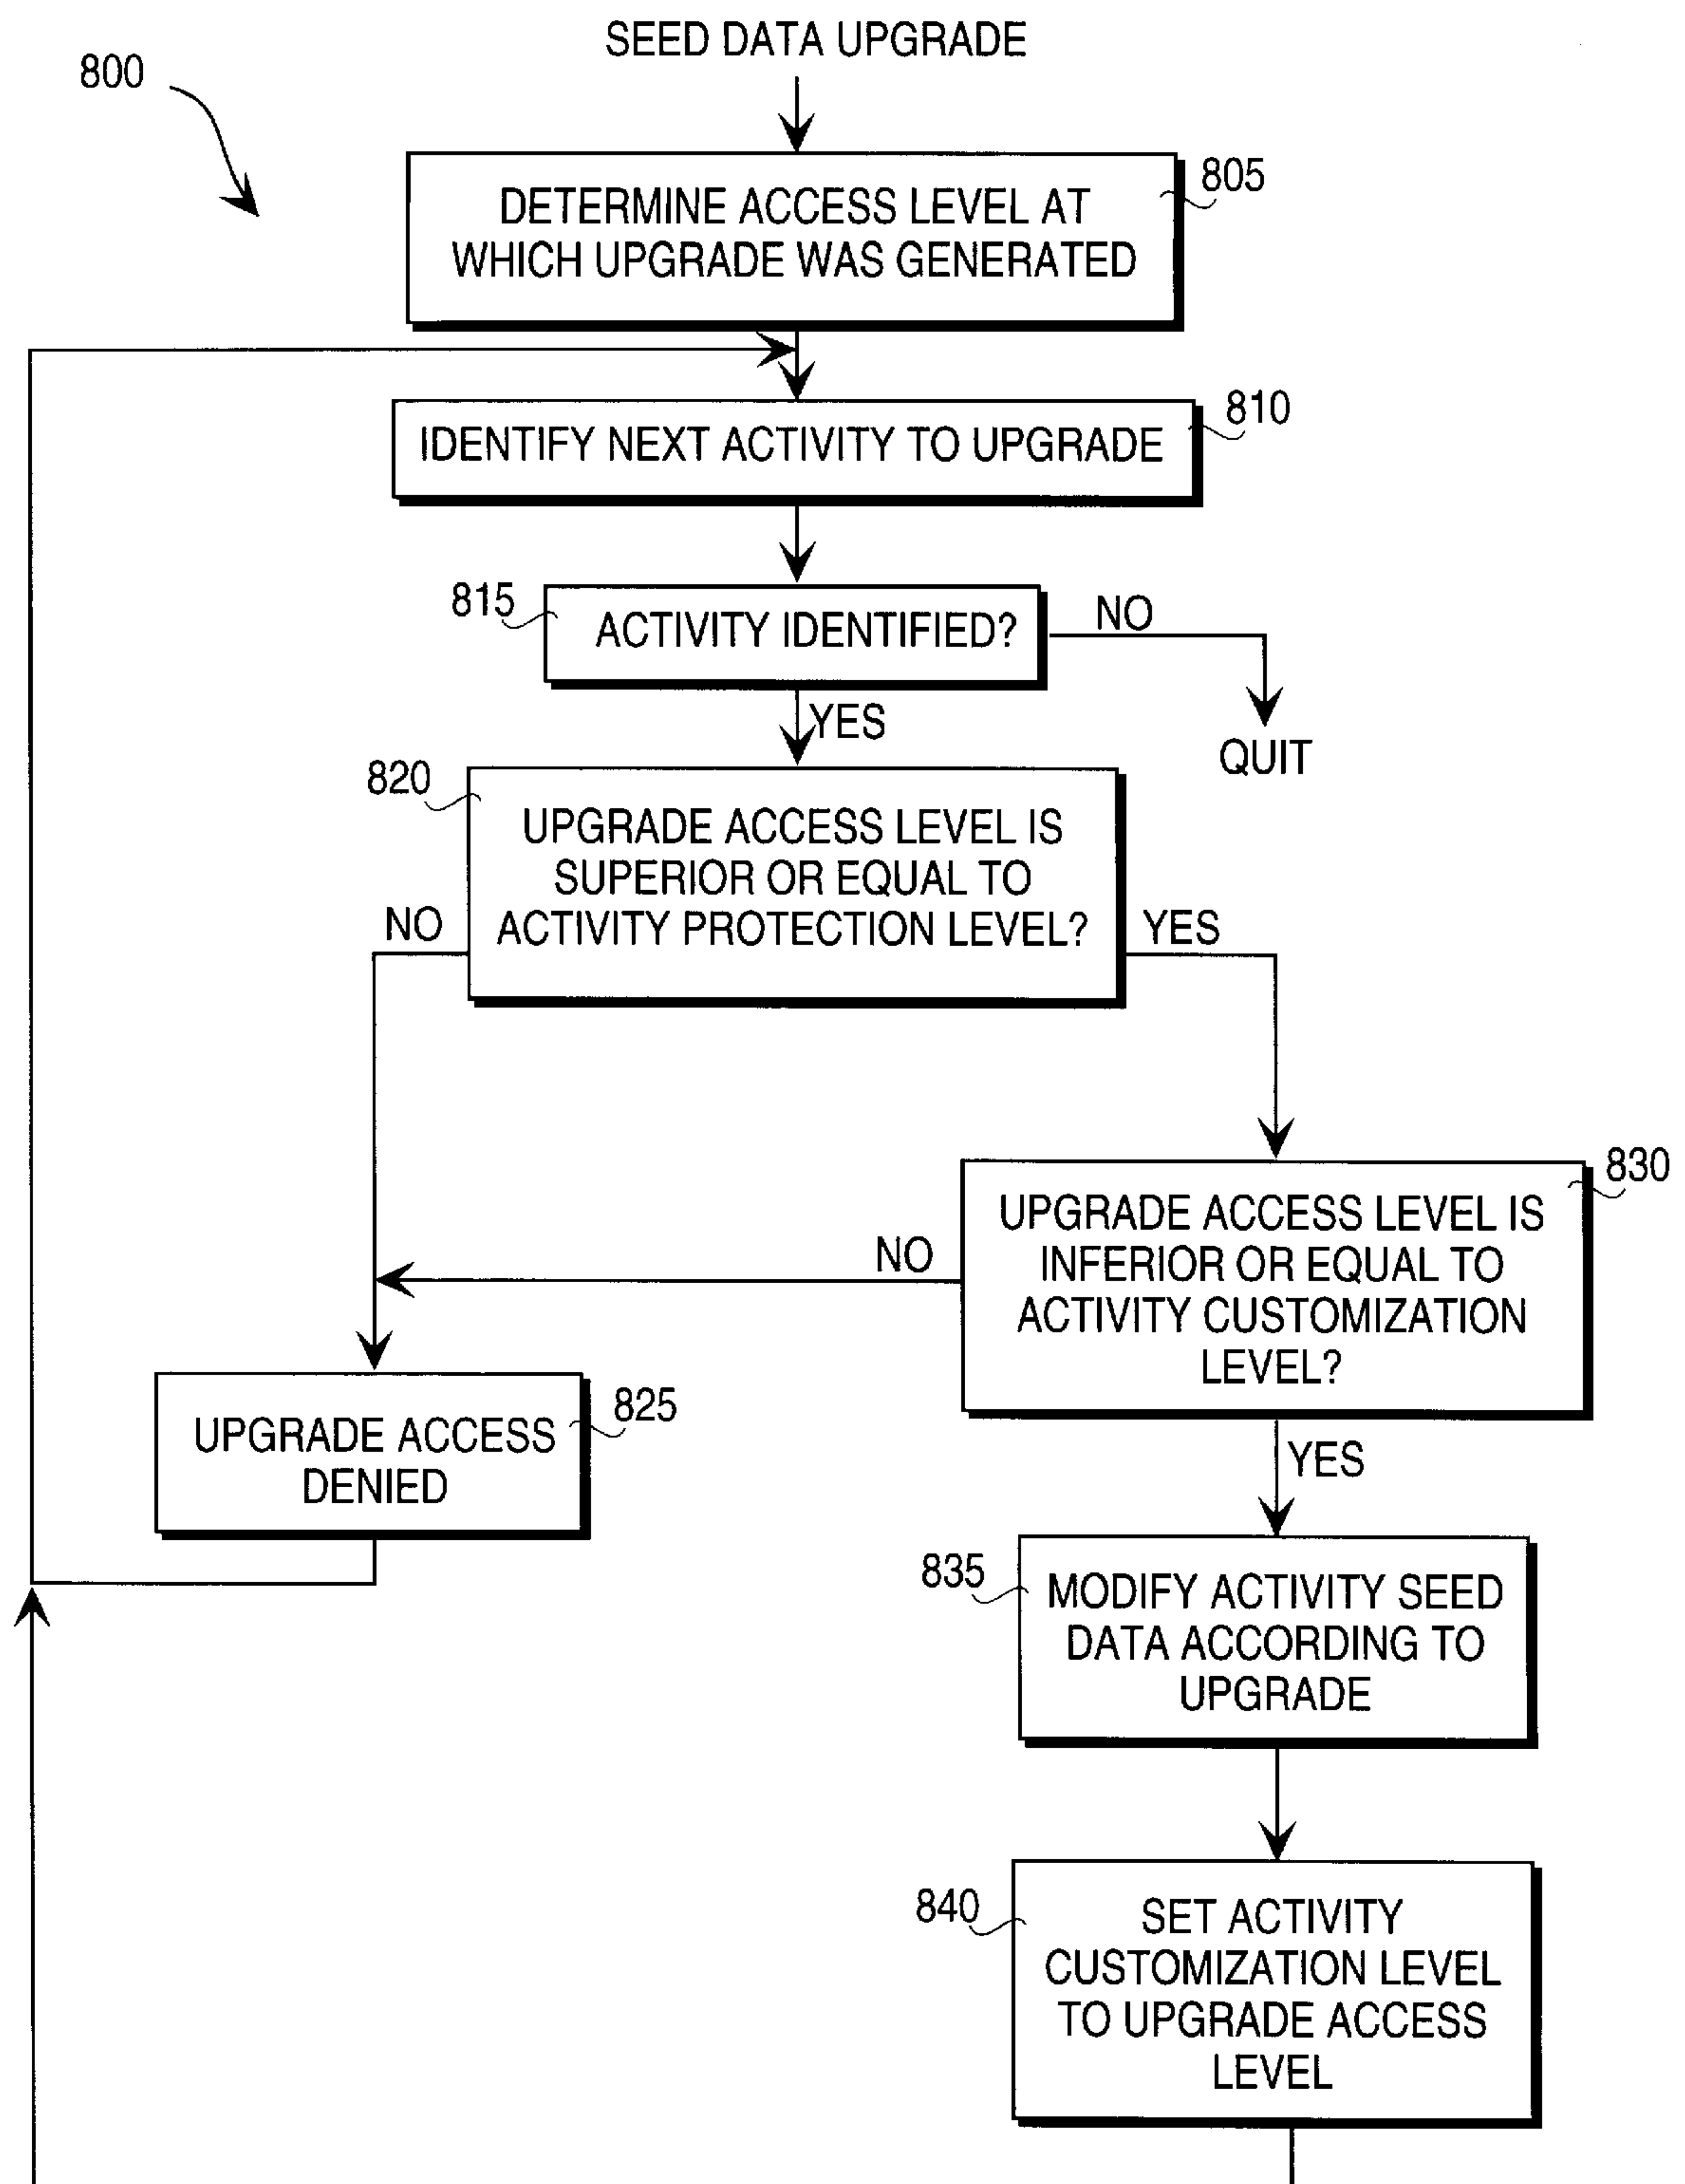 SEED DATA UPGRADE
800
805
DETERMINE ACCESS LEVEL AT
WHICH UPGRADE WAS GENERATED
810
IDENTIFY NEXT ACTIVITY TO UPGRADE
815
ACTIVITY IDENTIFIED?
NO
YES
QUIT
820
UPGRADE ACCESS LEVEL IS
SUPERIOR OR EQUAL TO
ACTIVITY PROTECTION LEVEL?
NO
YES
830
UPGRADE ACCESS LEVEL IS
INFERIOR OR EQUAL TO
ACTIVITY CUSTOMIZATION
LEVEL?
NO
825
UPGRADE ACCESS
DENIED
YES
835
MODIFY ACTIVITY SEED
DATA ACCORDING TO
UPGRADE
840
SET ACTIVITY
CUSTOMIZATION LEVEL
TO UPGRADE ACCESS
LEVEL